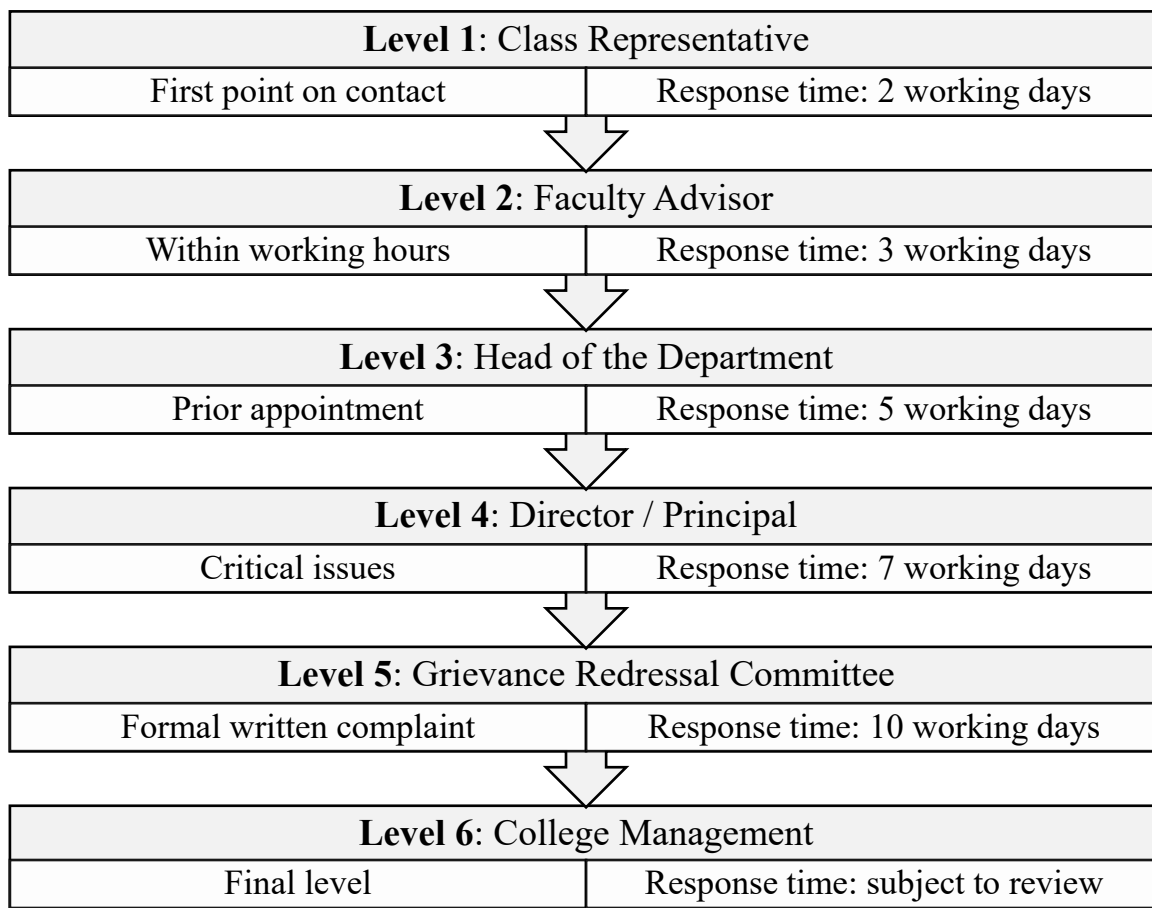 Level 1: Class Representative
First point on contact
Response time: 2 working days
Level 2: Faculty Advisor
Within working hours
Response time: 3 working days
Level 3: Head of the Department
Prior appointment
Response time: 5 working days
Level 4: Director / Principal
Critical issues
Response time: 7 working days
Level 5: Grievance Redressal Committee
Formal written complaint
Response time: 10 working days
Level 6: College Management
Final level
Response time: subject to review